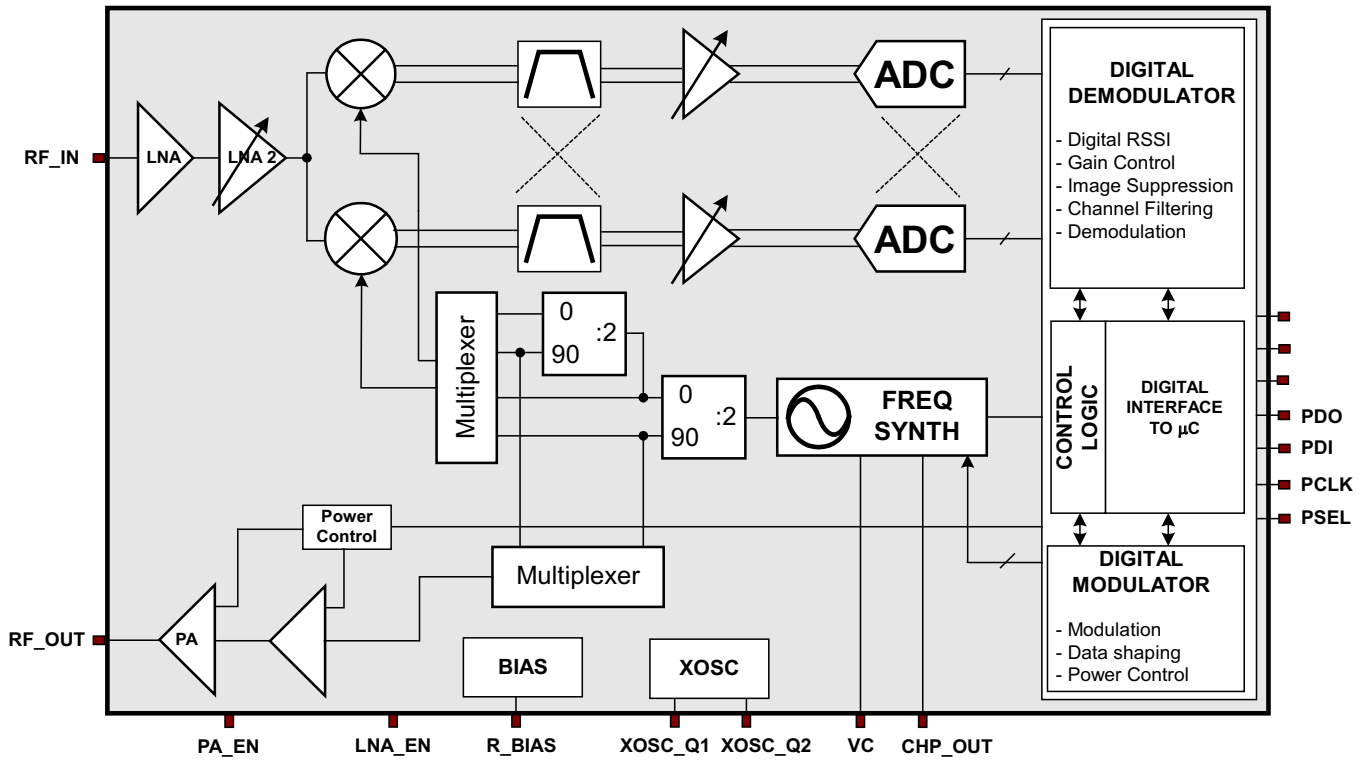 ADC
DIGITAL
DEMODULATOR
- Digital RSSI
- Gain Control
- Image Suppression
- Channel Filtering
- Demodulation
RF_IN
LNA
LNA 2
ADC
Multiplexer
0
:2
90
0
:2
90
FREQ
SYNTH
CONTROL
LOGIC
DIGITAL
INTERFACE
TO µC
PDO
PDI
PCLK
PSEL
Power
Control
Multiplexer
DIGITAL
MODULATOR
- Modulation
- Data shaping
- Power Control
RF_OUT
PA
BIAS
XOSC
PA_EN
LNA_EN
R_BIAS
XOSC_Q1
XOSC_Q2
VC
CHP_OUT